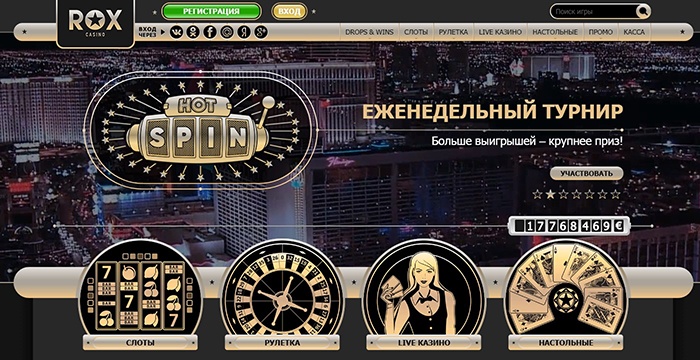 ROX
CASINO
РЕГИСТРАЦИЯ
ВХОД
Поиск игры
ВХОД
ЧЕРЕЗ
DROPS & WINS
СЛОТЫ
РУЛЕТКА
LIVE КАЗИНО
НАСТОЛЬНЫЕ
ПРОМО
КАССА
HOT
SPIN
ЕЖЕНЕДЕЛЬНЫЙ ТУРНИР
Больше выигрышей – крупнее приз!
УЧАСТВОВАТЬ
17768469€
СЛОТЫ
РУЛЕТКА
LIVE КАЗИНО
НАСТОЛЬНЫЕ